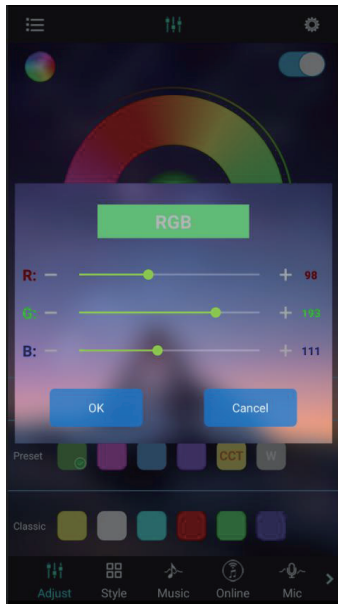 RGB
R: 98
G: 193
B: 111
OK Cancel
Preset CCT W
Classic
Adjust Style Music Online Mic